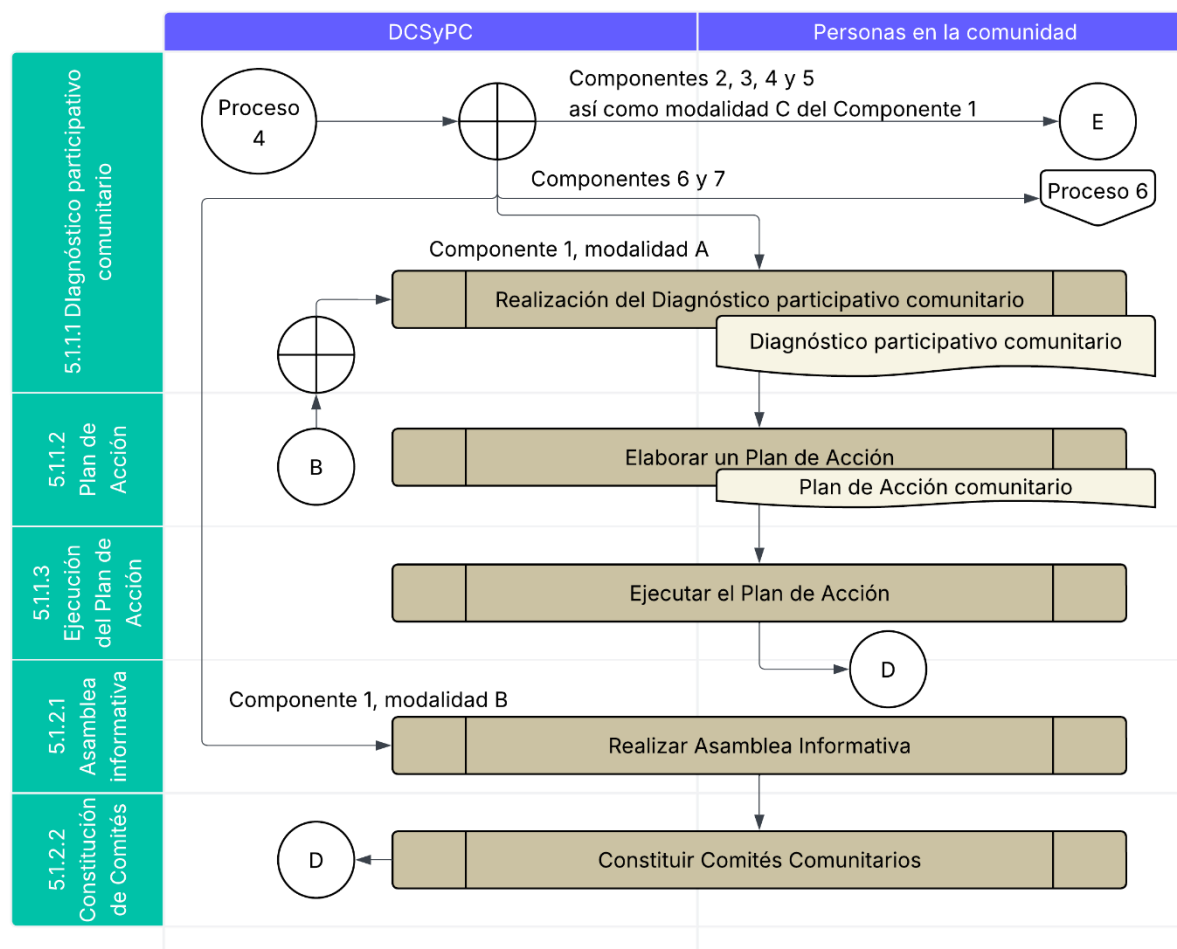 DCSyPC
Personas en la comunidad
5.1.1.1 DIagnóstico participativo
comunitario
Proceso
4
Componentes 2, 3, 4 y 5
así como modalidad C del Componente 1
E
Componentes 6 y 7
Proceso 6
Componente 1, modalidad A
Realización del Diagnóstico participativo comunitario
Diagnóstico participativo comunitario
5.1.1.2
Plan de
Acción
B
Elaborar un Plan de Acción
Plan de Acción comunitario
5.1.1.3
Ejecución
del Plan de
Acción
Ejecutar el Plan de Acción
D
5.1.2.1
Asamblea
informativa
Componente 1, modalidad B
Realizar Asamblea Informativa
5.1.2.2
Constitución
de Comités
D
Constituir Comités Comunitarios